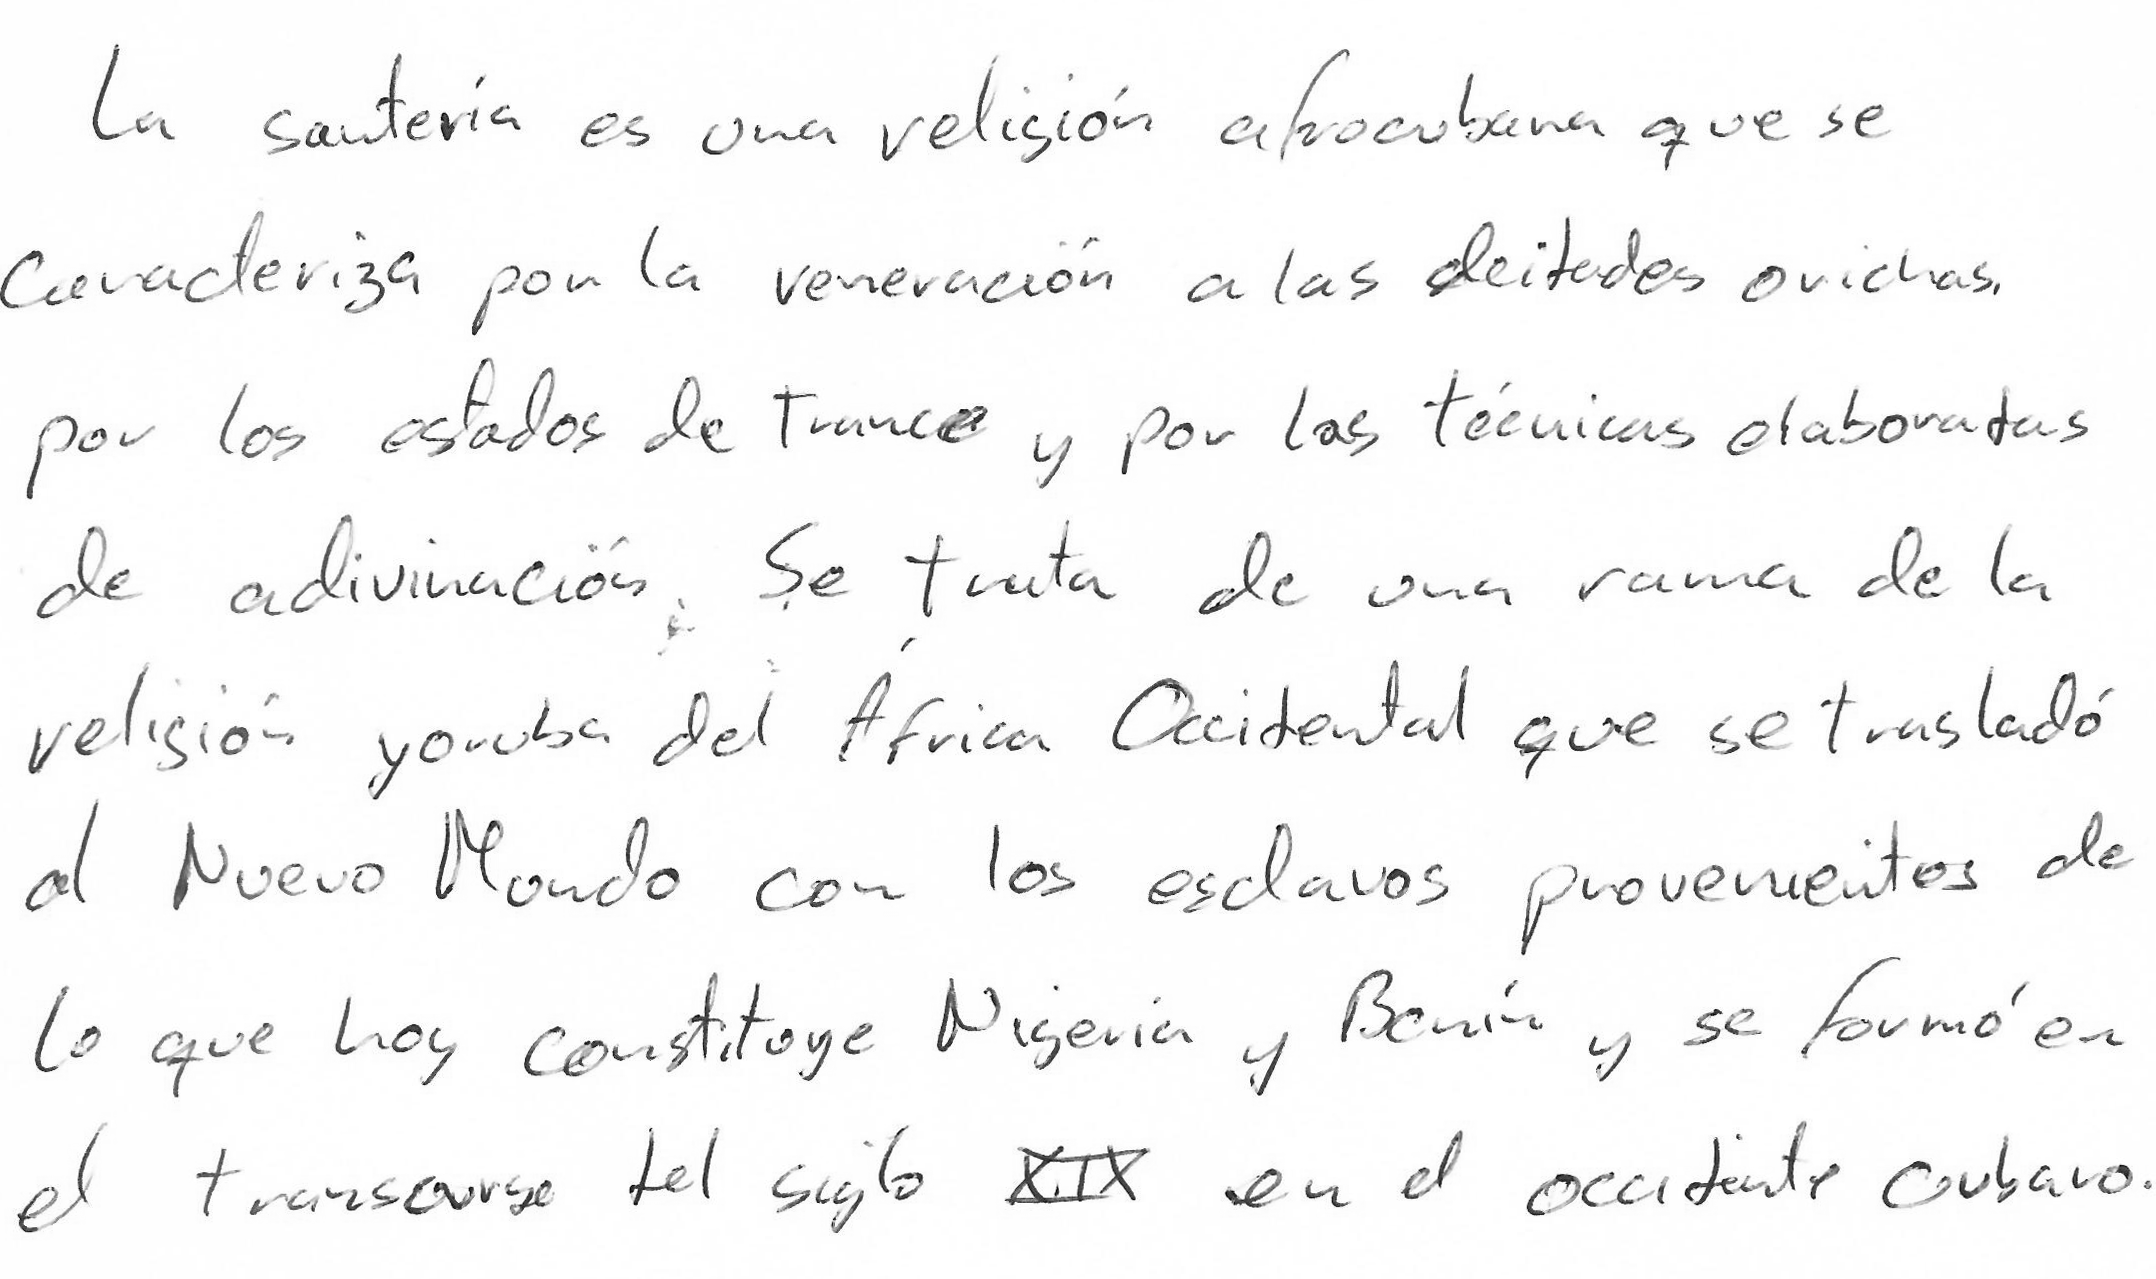 La santería es una religión afrocubana que se
caracteriza por la veneración a las deidades orichas,
por los estados de trance y por las técnicas elaboradas
de adivinación. Se trata de una rama de la
religión yoruba del África Occidental que se trasladó
al Nuevo Mundo con los esclavos provenientes de
lo que hoy constituye Nigeria y Benín y se formó en
el transcurso del siglo XIX en el occidente cubano.